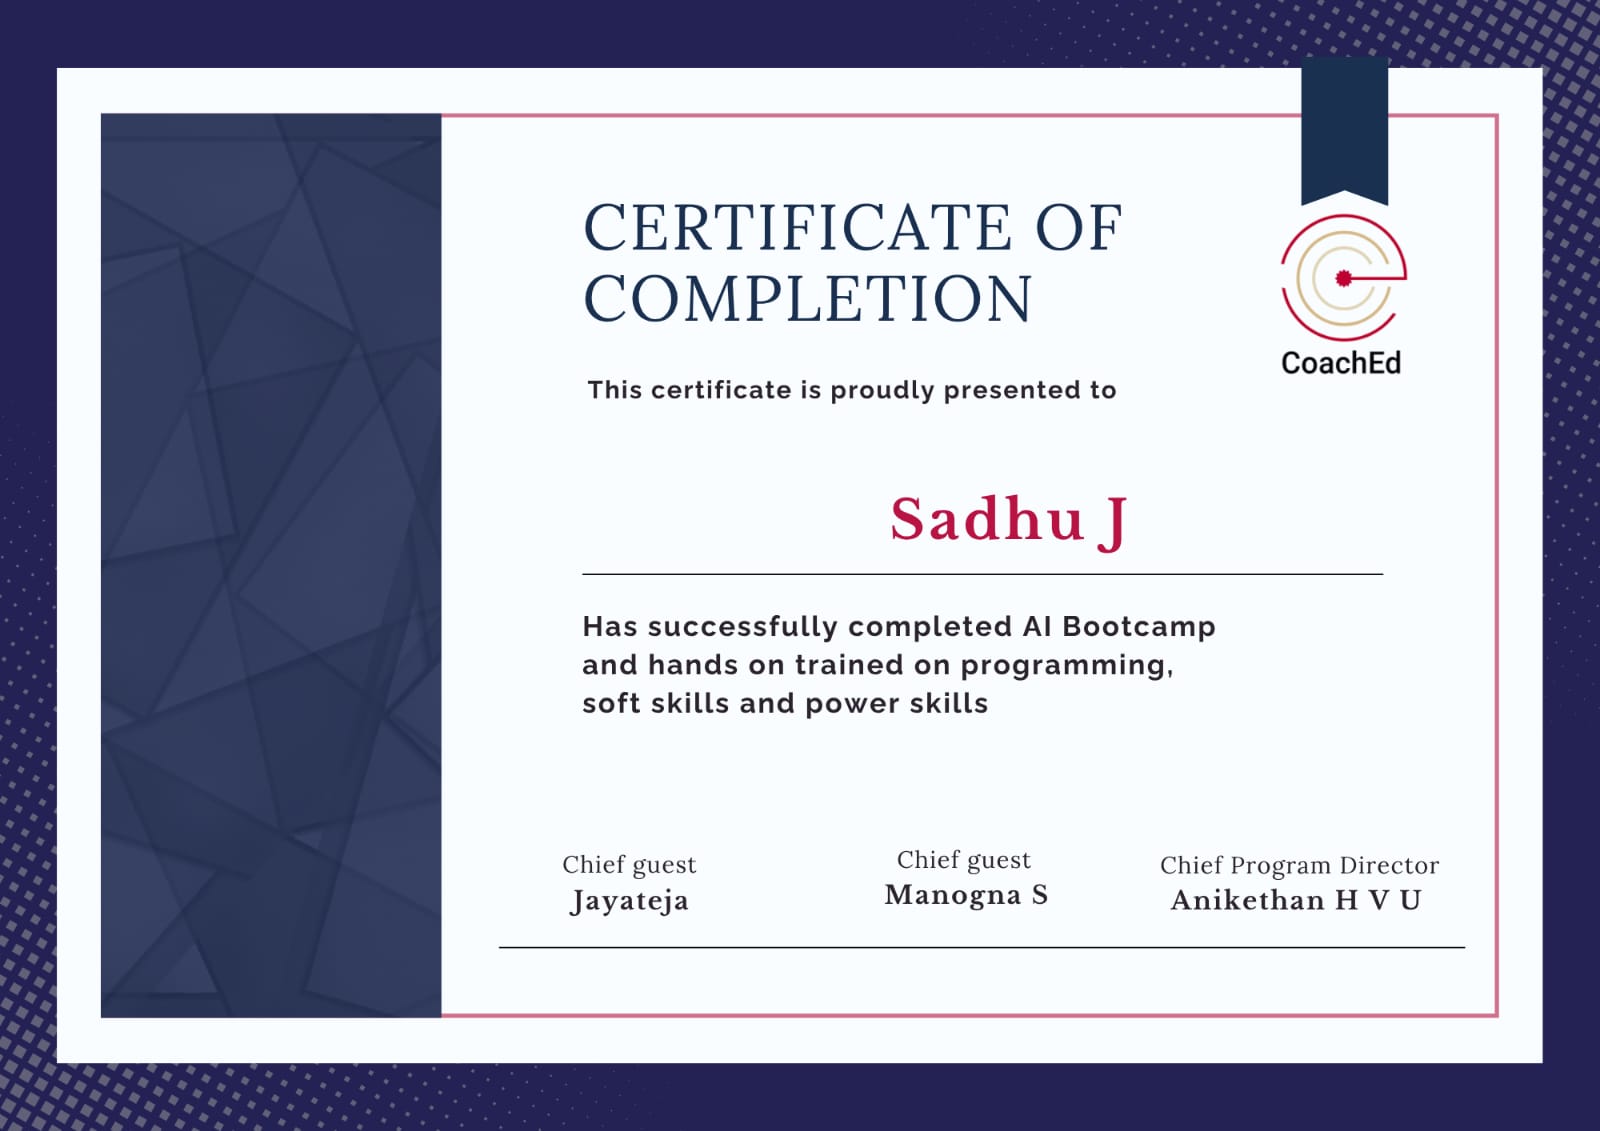 CERTIFICATE OF
COMPLETION
CoachEd
This certificate is proudly presented to
Sadhu J
Has successfully completed AI Bootcamp
and hands on trained on programming,
soft skills and power skills
Chief guest
Jayateja
Chief guest
Manogna S
Chief Program Director
Anikethan H V U